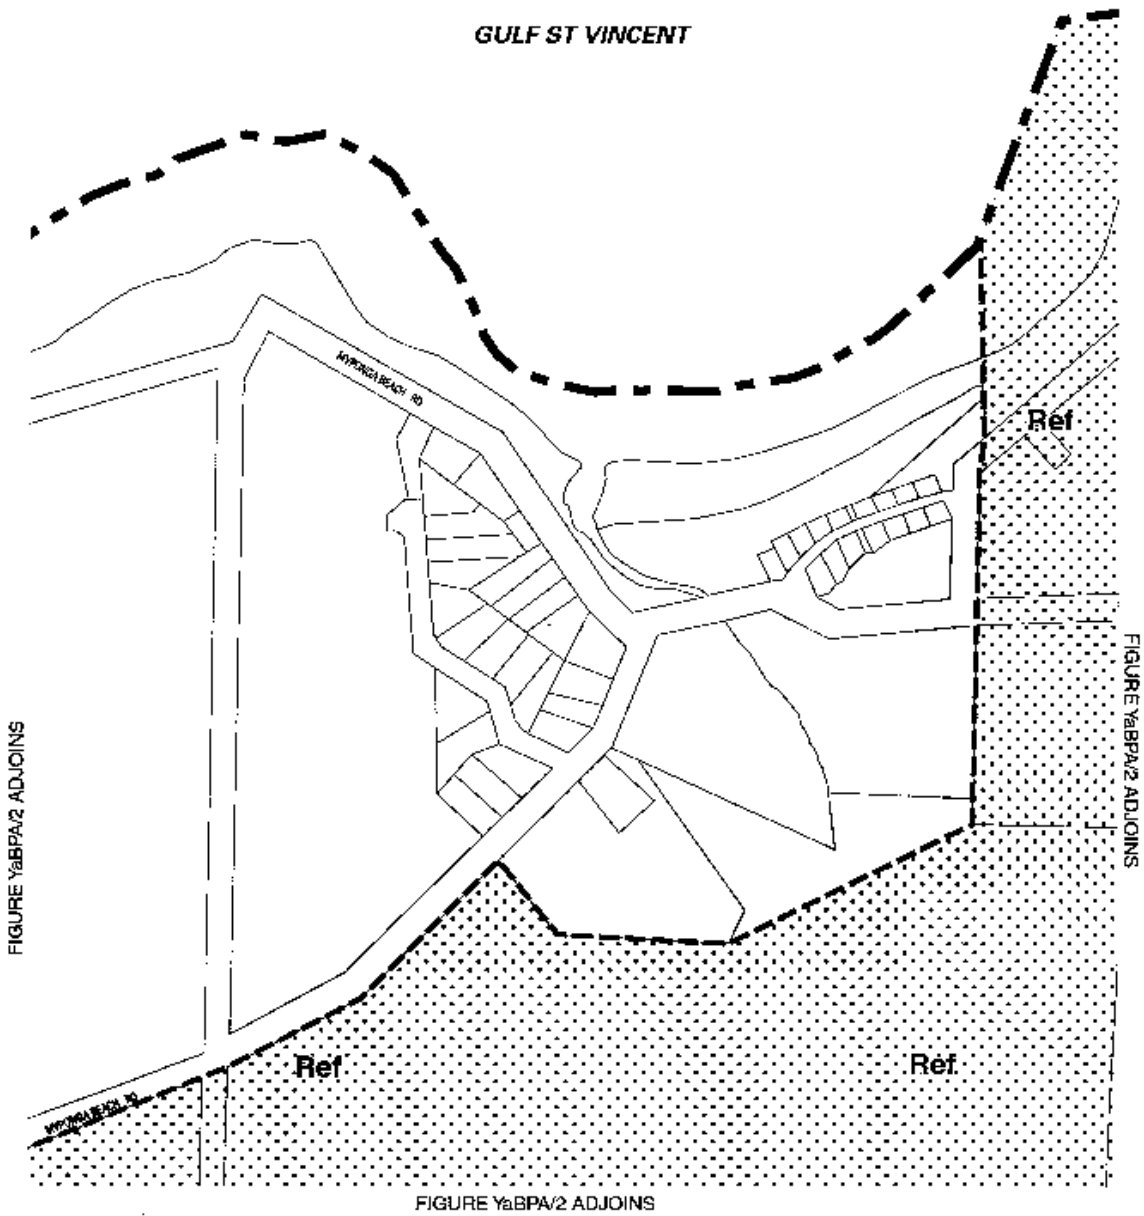 GULF ST VINCENT
MYPONGA BEACH RD
Ref
FIGURE YaBPA/2 ADJOINS
FIGURE YaBPA/2 ADJOINS
Ref
Ref
MYPONGA BEACH RD
FIGURE YaBPA/2 ADJOINS